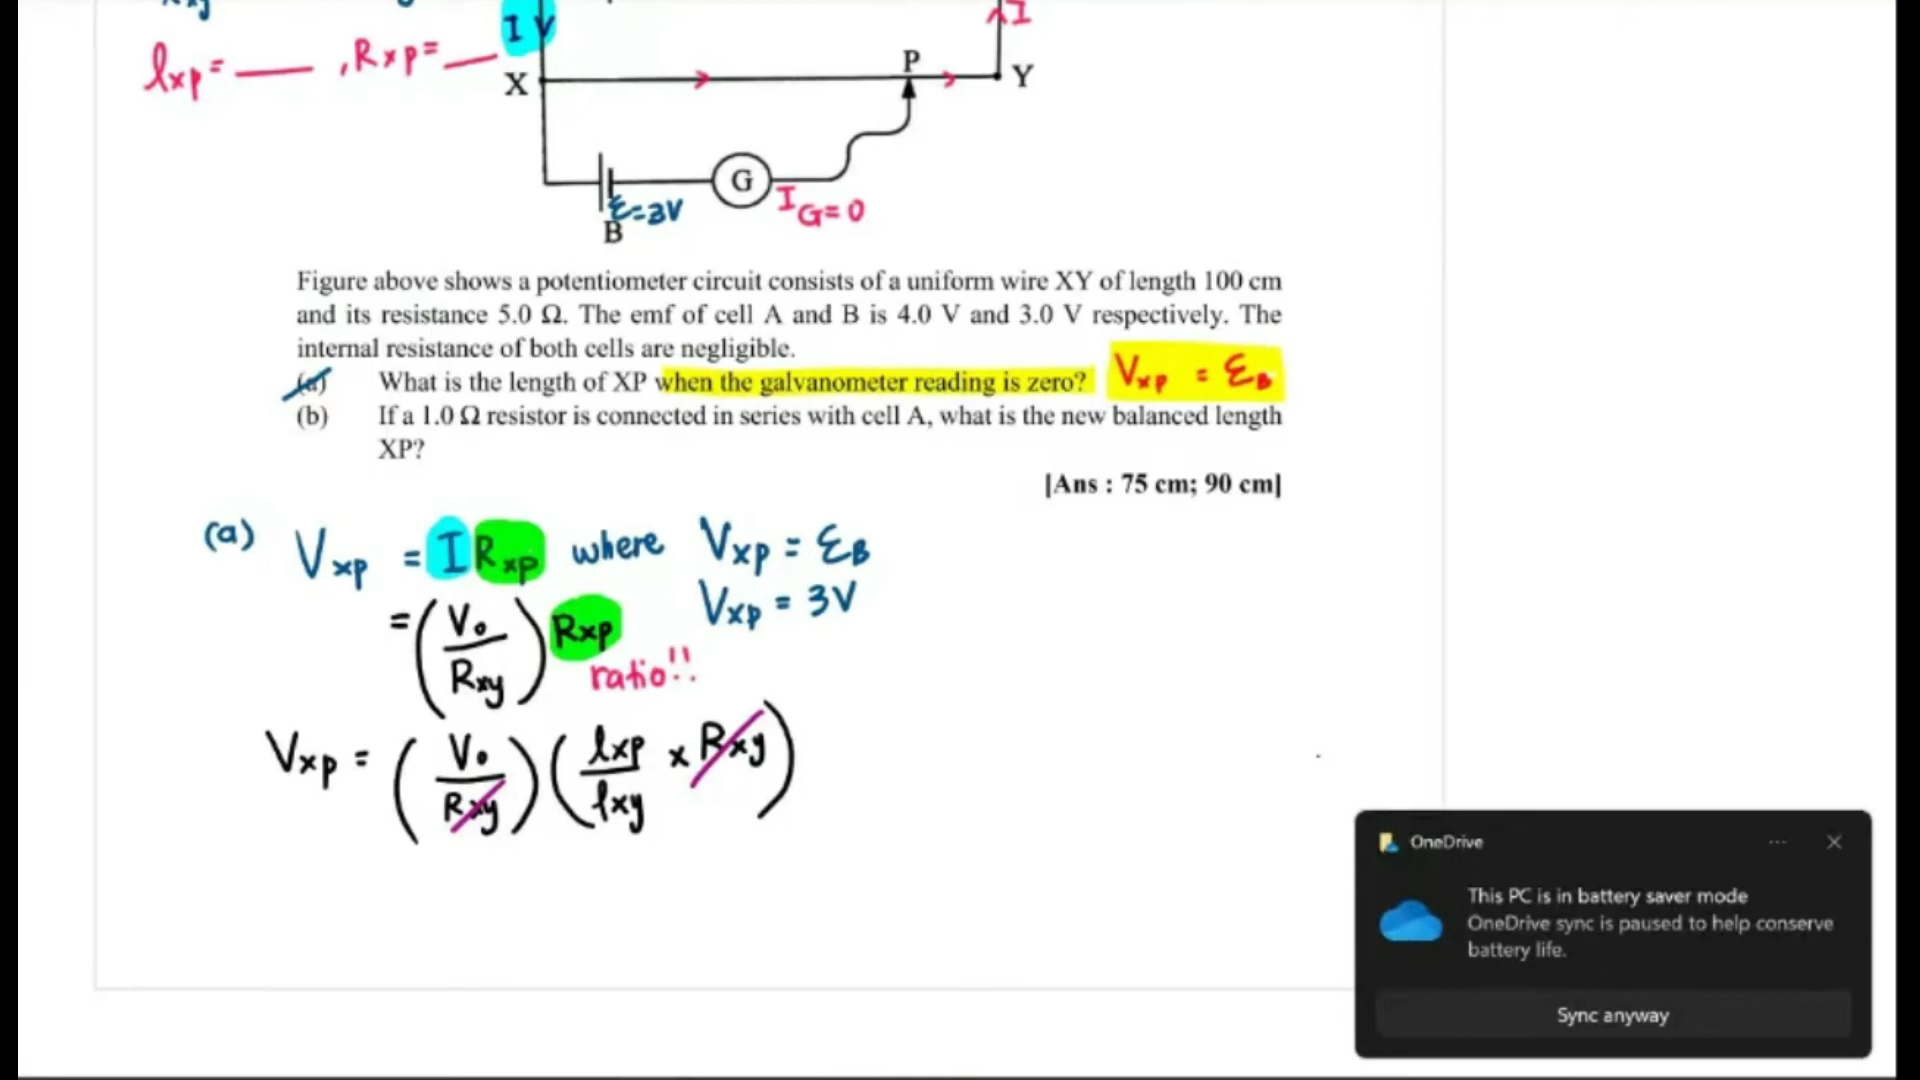 I
I
lxp = ___ , Rxp = ___
X
P
Y
G
ε=3V
I G=0
B
Figure above shows a potentiometer circuit consists of a uniform wire XY of length 100 cm
and its resistance 5.0 Ω. The emf of cell A and B is 4.0 V and 3.0 V respectively. The
internal resistance of both cells are negligible.
(a) What is the length of XP when the galvanometer reading is zero? Vxp = εB
(b) If a 1.0 Ω resistor is connected in series with cell A, what is the new balanced length
XP?
[Ans : 75 cm; 90 cm]
(a) Vxp = I Rxp where Vxp = εB
= (Vo / Rxy) Rxp Vxp = 3V
ratio!!
Vxp = (Vo / Rxy) (lxp / lxy × Rxy)
OneDrive
This PC is in battery saver mode
OneDrive sync is paused to help conserve
battery life.
Sync anyway